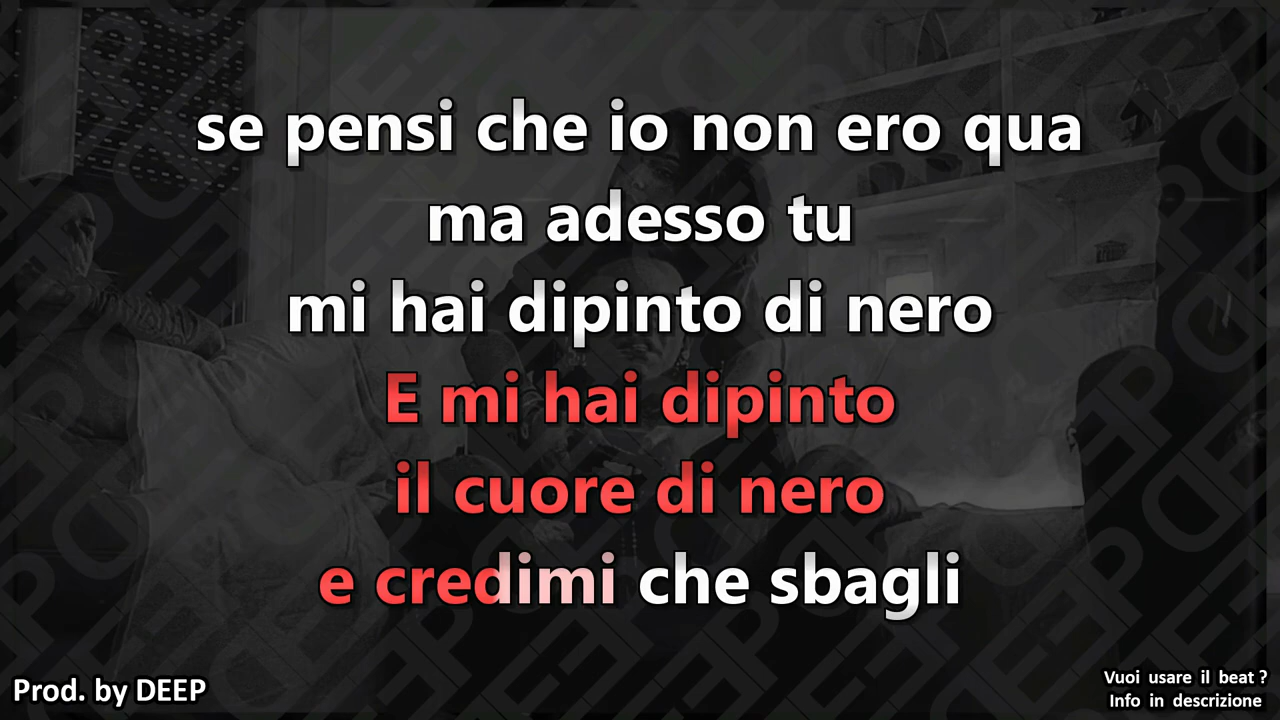 se pensi che io non ero qua
ma adesso tu
mi hai dipinto di nero
E mi hai dipinto
il cuore di nero
e credimi che sbagli
Prod. by DEEP
Vuoi usare il beat ?
Info in descrizione